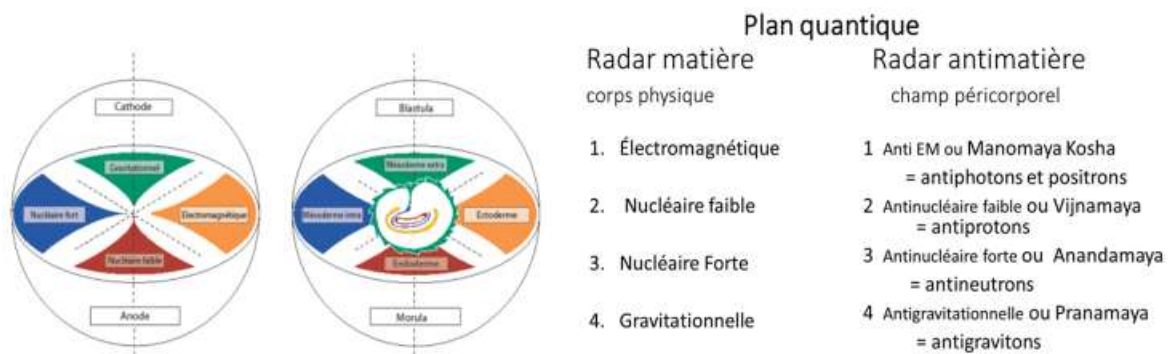 Cathode
Gravitationnel
Nucléaire fort
Electromagnétique
Nucléaire faible
Anode
Blastula
Mésoderme extra
Mésoderme intra
Ectoderme
Endoderme
Morula
Plan quantique
Radar matière
corps physique
1. Électromagnétique
2. Nucléaire faible
3. Nucléaire Forte
4. Gravitationnelle
Radar antimatière
champ péricorporel
1 Anti EM ou Manomaya Kosha
= antiphotons et positrons
2 Antinucléaire faible ou Vijnamaya
= antiprotons
3 Antinucléaire forte ou Anandamaya
= antineutrons
4 Antigravitationnelle ou Pranamaya
= antigravitons